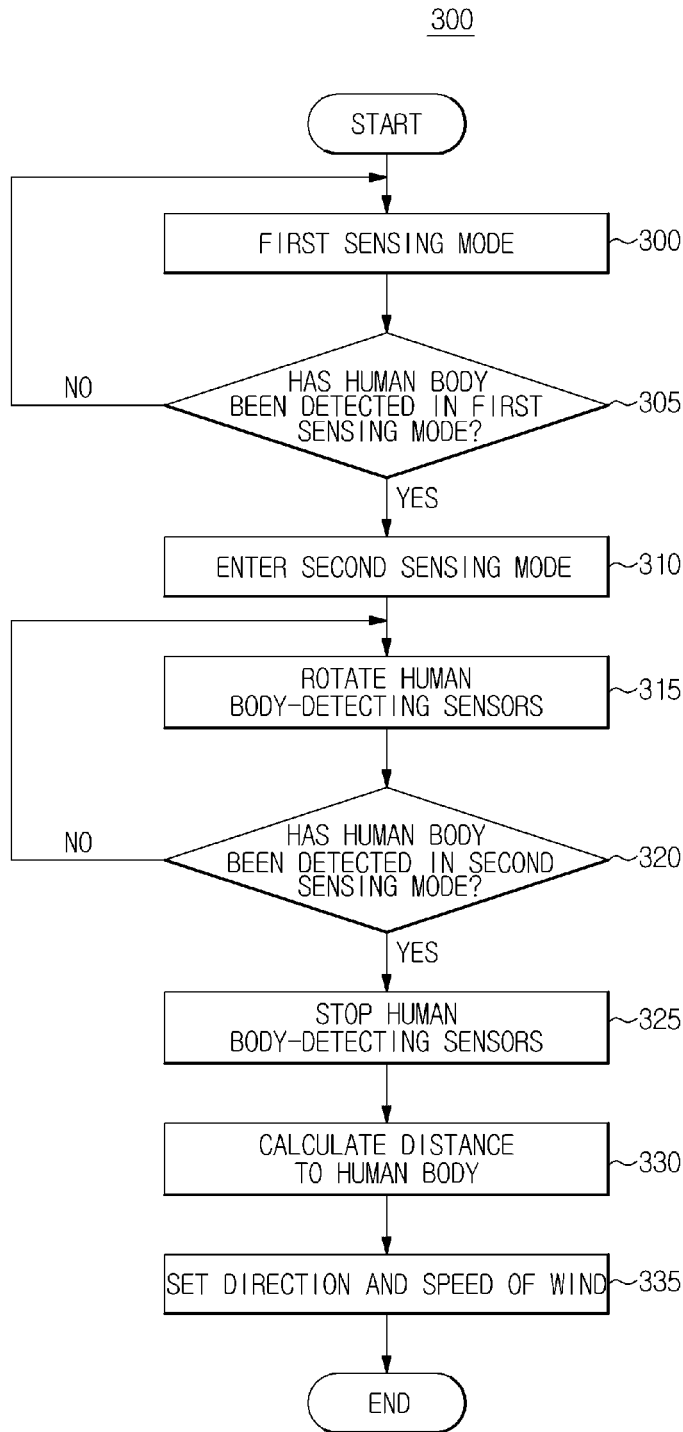 300
START
FIRST SENSING MODE
~300
HAS HUMAN BODY
BEEN DETECTED IN FIRST
SENSING MODE?
~305
NO
YES
ENTER SECOND SENSING MODE
~310
ROTATE HUMAN
BODY-DETECTING SENSORS
~315
HAS HUMAN BODY
BEEN DETECTED IN SECOND
SENSING MODE?
~320
NO
YES
STOP HUMAN
BODY-DETECTING SENSORS
~325
CALCULATE DISTANCE
TO HUMAN BODY
~330
SET DIRECTION AND SPEED OF WIND
~335
END